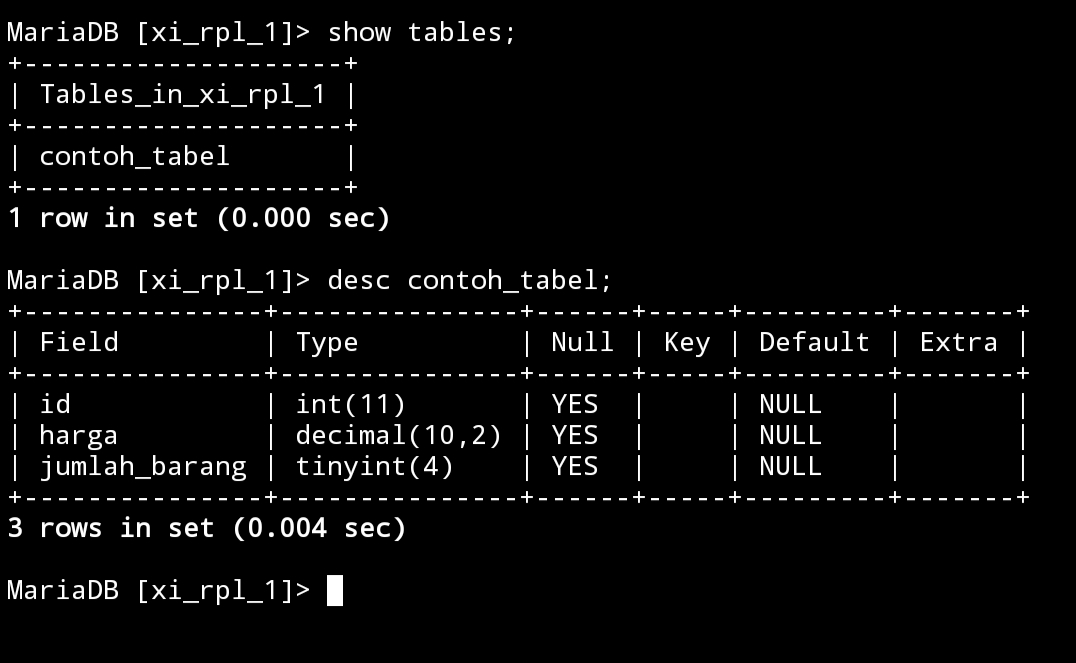 MariaDB [xi_rpl_1]> show tables;
+--------------------+
| Tables_in_xi_rpl_1 |
+--------------------+
| contoh_tabel       |
+--------------------+
1 row in set (0.000 sec)

MariaDB [xi_rpl_1]> desc contoh_tabel;
+---------------+---------------+------+-----+---------+-------+
| Field         | Type          | Null | Key | Default | Extra |
+---------------+---------------+------+-----+---------+-------+
| id            | int(11)       | YES  |     | NULL    |       |
| harga         | decimal(10,2) | YES  |     | NULL    |       |
| jumlah_barang | tinyint(4)    | YES  |     | NULL    |       |
+---------------+---------------+------+-----+---------+-------+
3 rows in set (0.004 sec)

MariaDB [xi_rpl_1]>